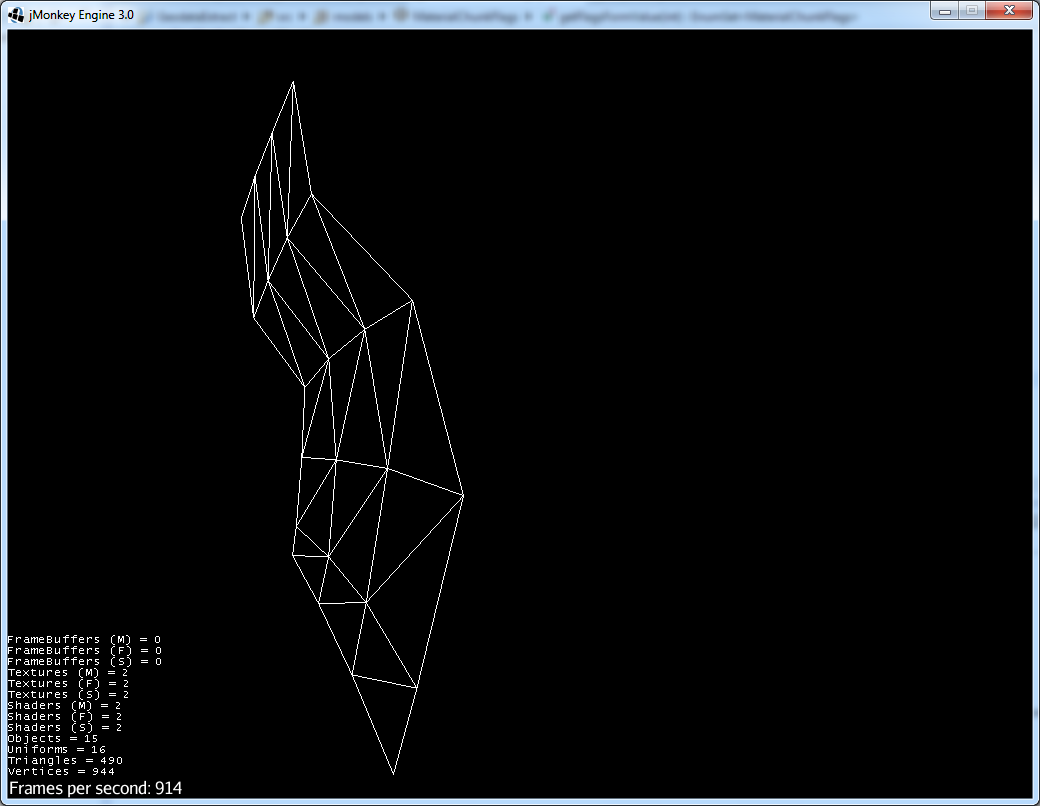 jMonkey Engine 3.0
FrameBuffers (M) = 0
FrameBuffers (F) = 0
FrameBuffers (S) = 0
Textures (M) = 2
Textures (F) = 2
Textures (S) = 2
Shaders (M) = 2
Shaders (F) = 2
Shaders (S) = 2
Objects = 15
Uniforms = 16
Triangles = 490
Vertices = 944
Frames per second: 914